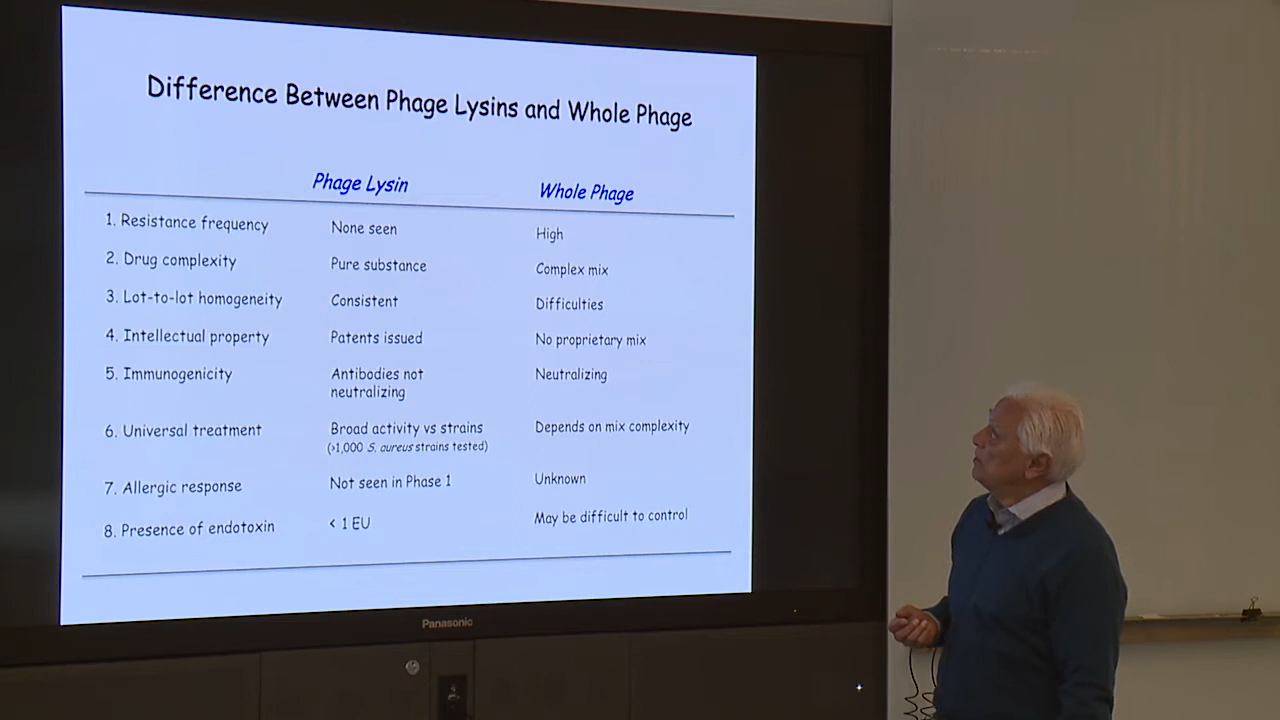 Difference Between Phage Lysins and Whole Phage
Phage Lysin Whole Phage
1. Resistance frequency None seen High
2. Drug complexity Pure substance Complex mix
3. Lot-to-lot homogeneity Consistent Difficulties
4. Intellectual property Patents issued No proprietary mix
5. Immunogenicity Antibodies not Neutralizing
neutralizing
6. Universal treatment Broad activity vs strains Depends on mix complexity
(>1,000 S. aureus strains tested)
7. Allergic response Not seen in Phase 1 Unknown
8. Presence of endotoxin < 1 EU May be difficult to control
Panasonic